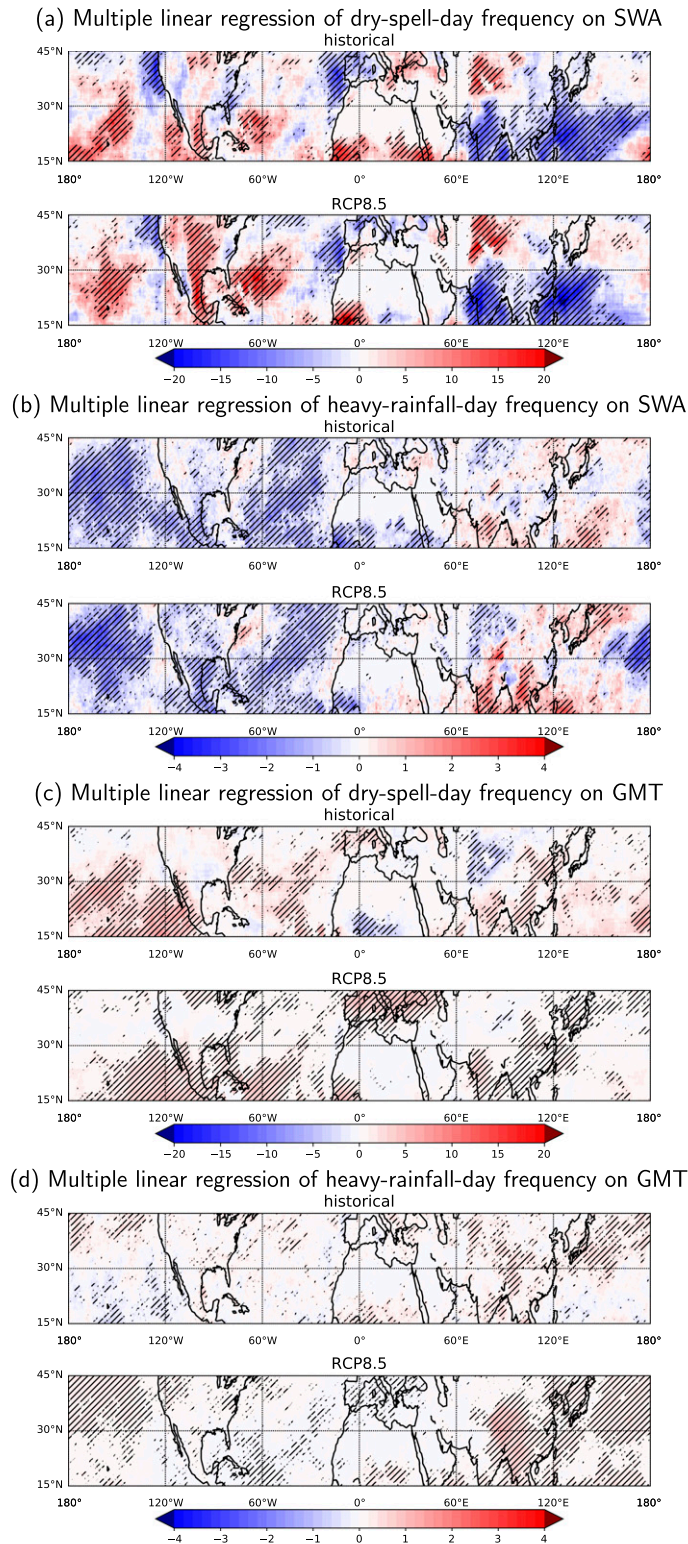 (a) Multiple linear regression of dry-spell-day frequency on SWA
historical
45°N
30°N
15°N
180° 120°W 60°W 0° 60°E 120°E 180°
RCP8.5
45°N
30°N
15°N
180° 120°W 60°W 0° 60°E 120°E 180°
−20 −15 −10 −5 0 5 10 15 20
(b) Multiple linear regression of heavy-rainfall-day frequency on SWA
historical
45°N
30°N
15°N
180° 120°W 60°W 0° 60°E 120°E 180°
RCP8.5
45°N
30°N
15°N
180° 120°W 60°W 0° 60°E 120°E 180°
−4 −3 −2 −1 0 1 2 3 4
(c) Multiple linear regression of dry-spell-day frequency on GMT
historical
45°N
30°N
15°N
180° 120°W 60°W 0° 60°E 120°E 180°
RCP8.5
45°N
30°N
15°N
180° 120°W 60°W 0° 60°E 120°E 180°
−20 −15 −10 −5 0 5 10 15 20
(d) Multiple linear regression of heavy-rainfall-day frequency on GMT
historical
45°N
30°N
15°N
180° 120°W 60°W 0° 60°E 120°E 180°
RCP8.5
45°N
30°N
15°N
180° 120°W 60°W 0° 60°E 120°E 180°
−4 −3 −2 −1 0 1 2 3 4